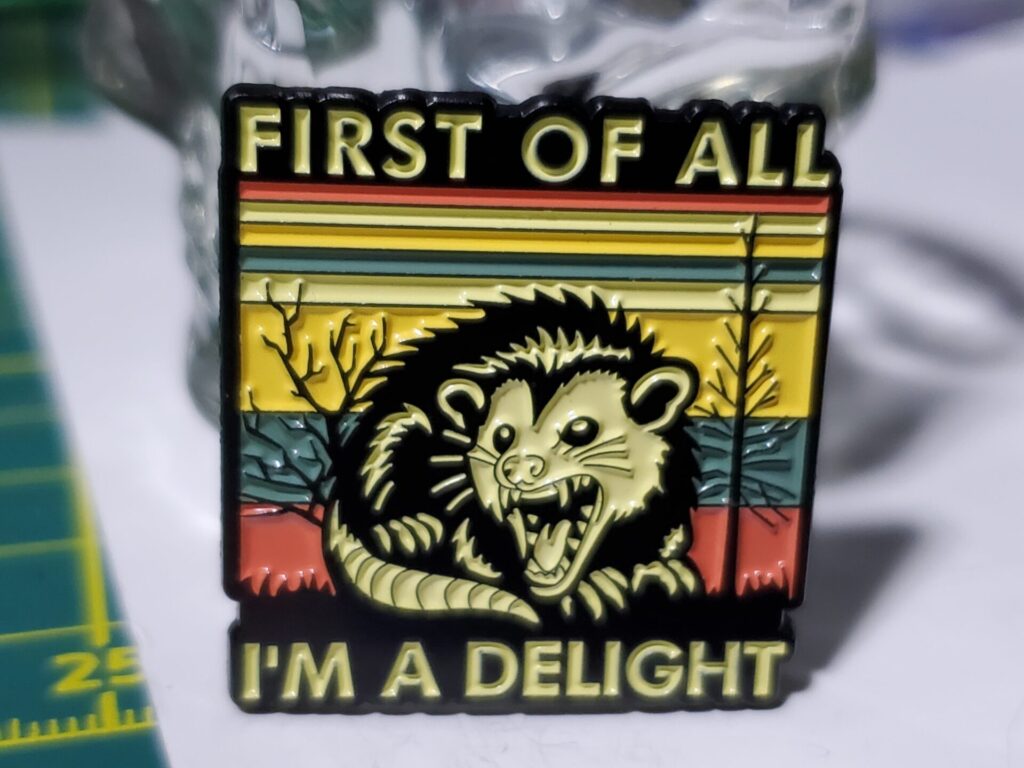 FIRST OF ALL
I'M A DELIGHT
25